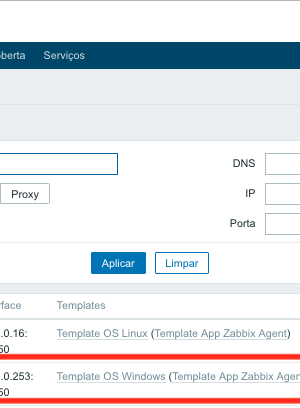 berta Serviços
DNS
Proxy IP
Porta
Aplicar Limpar
rface Templates
.0.16: Template OS Linux (Template App Zabbix Agent)
50
.0.253: Template OS Windows (Template App Zabbix Agen
50